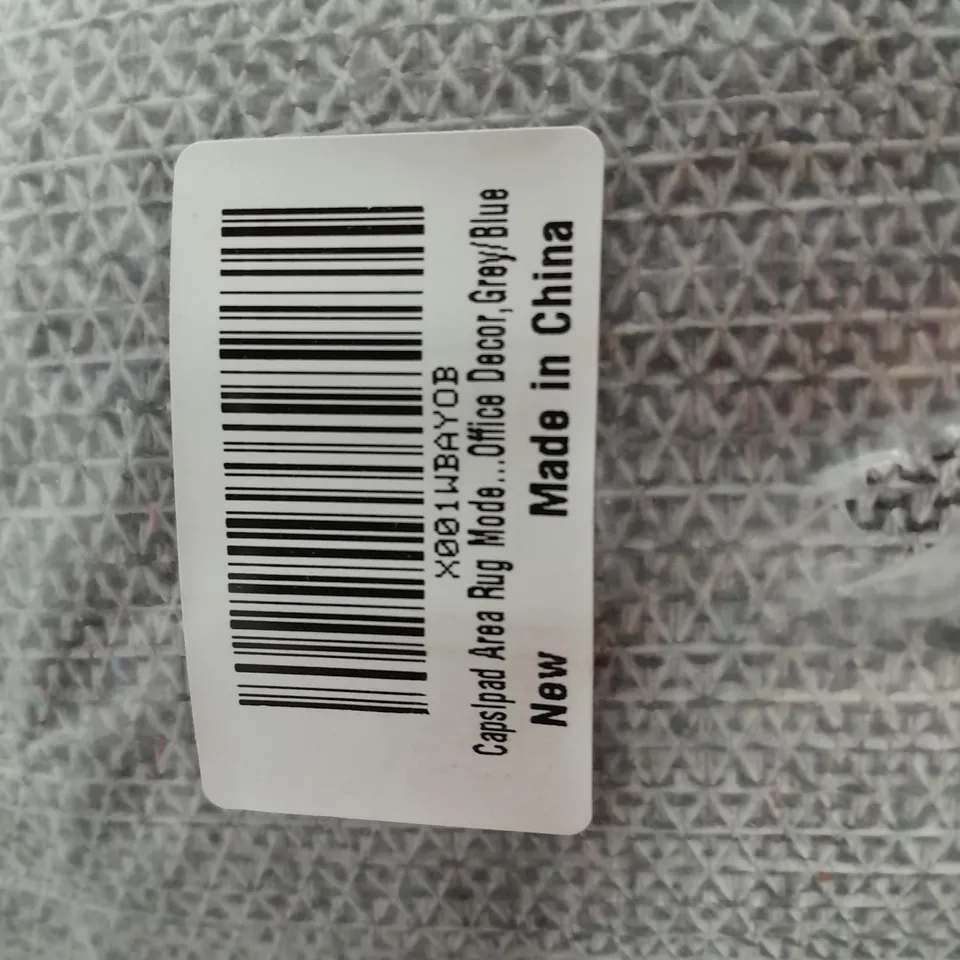 X001WBAYOB
Capslpad Area Rug Mode...Office Decor,Grey/Blue
New Made in China